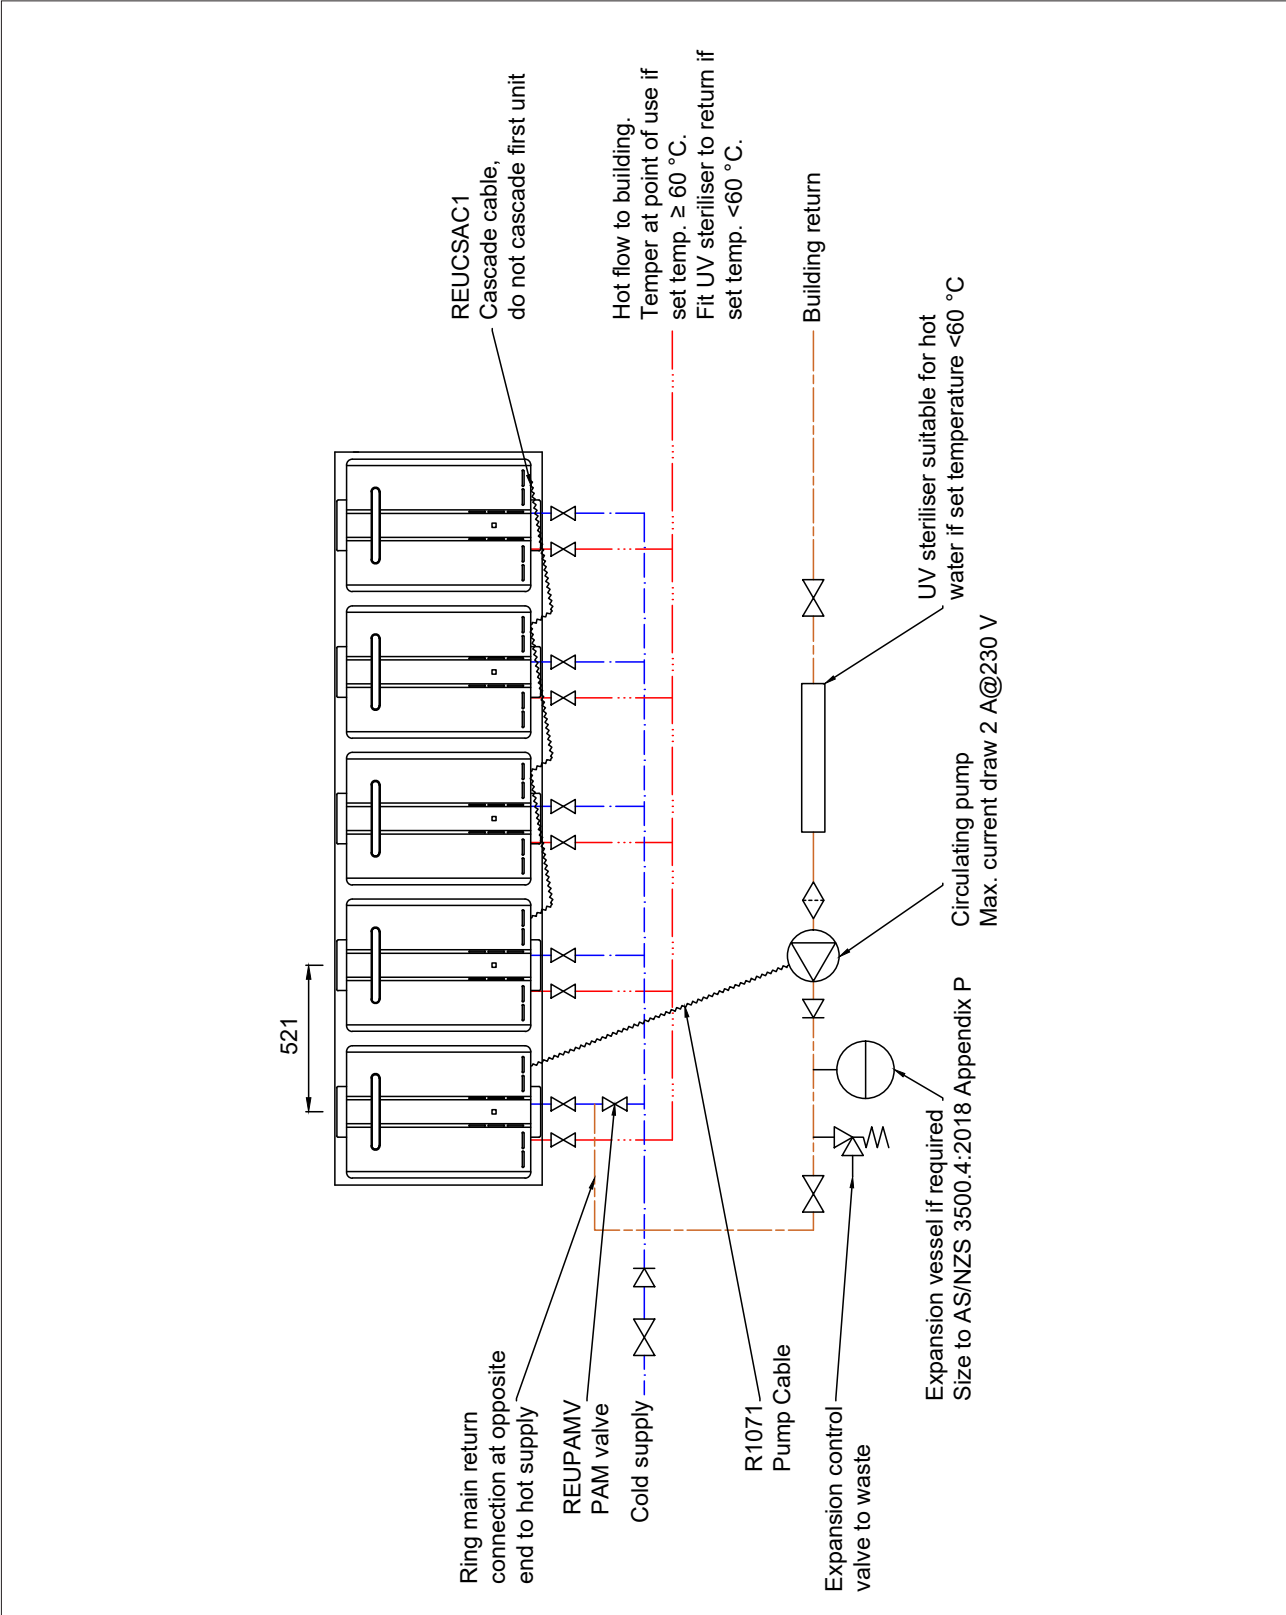 REUCSAC1
Cascade cable,
do not cascade first unit
Hot flow to building.
Temper at point of use if
set temp. ≥ 60 °C.
Fit UV steriliser to return if
set temp. <60 °C.
Building return
UV steriliser suitable for hot
water if set temperature <60 °C
521
Circulating pump
Max. current draw 2 A@230 V
Expansion vessel if required
Size to AS/NZS 3500.4:2018 Appendix P
Ring main return
connection at opposite
end to hot supply
REUPAMV
PAM valve
Cold supply
R1071
Pump Cable
Expansion control
valve to waste